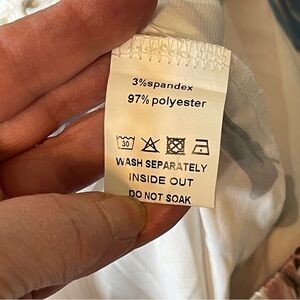 3%spandex
97% polyester
30
WASH SEPARATELY
INSIDE OUT
DO NOT SOAK